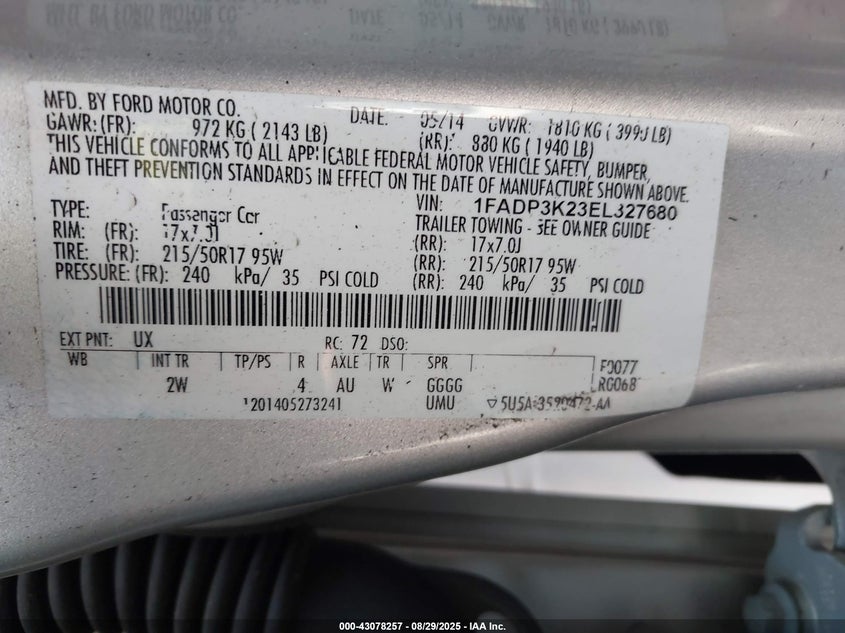 MFD. BY FORD MOTOR CO. DATE: 05/14 GVWR: 1810 KG ( 3990 LB)
GAWR: (FR): 972 KG ( 2143 LB) (RR): 880 KG ( 1940 LB)
THIS VEHICLE CONFORMS TO ALL APPLICABLE FEDERAL MOTOR VEHICLE SAFETY, BUMPER,
AND THEFT PREVENTION STANDARDS IN EFFECT ON THE DATE OF MANUFACTURE SHOWN ABOVE.
VIN: 1FADP3K23EL327680
TYPE: Passenger Car TRAILER TOWING - SEE OWNER GUIDE
RIM: (FR): 17x7.0J (RR): 17x7.0J
TIRE: (FR): 215/50R17 95W (RR): 215/50R17 95W
PRESSURE: (FR): 240 kPa/ 35 PSI COLD (RR): 240 kPa/ 35 PSI COLD
EXT PNT: UX RC: 72 DSO:
WB INT TR TP/PS R AXLE TR SPR F0077
2W 4 AU W GGGG RG068
UMU
000-43078257 - 08/29/2025 - IAA Inc.